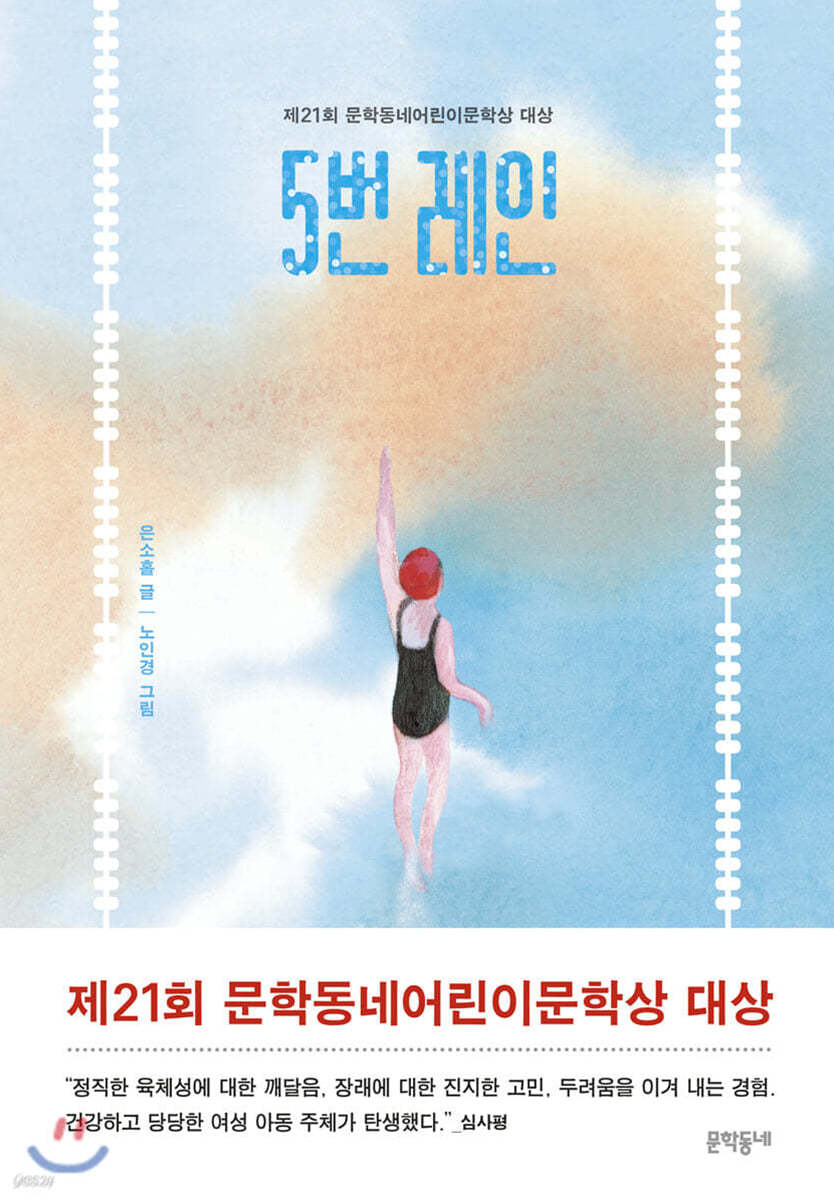 제21회 문학동네어린이문학상 대상
5번 레인
은소홀 글 | 노인경 그림
제21회 문학동네어린이문학상 대상
“정직한 육체성에 대한 깨달음, 장래에 대한 진지한 고민, 두려움을 이겨 내는 경험.
건강하고 당당한 여성 아동 주체가 탄생했다.”_심사평
문학동네
yes24